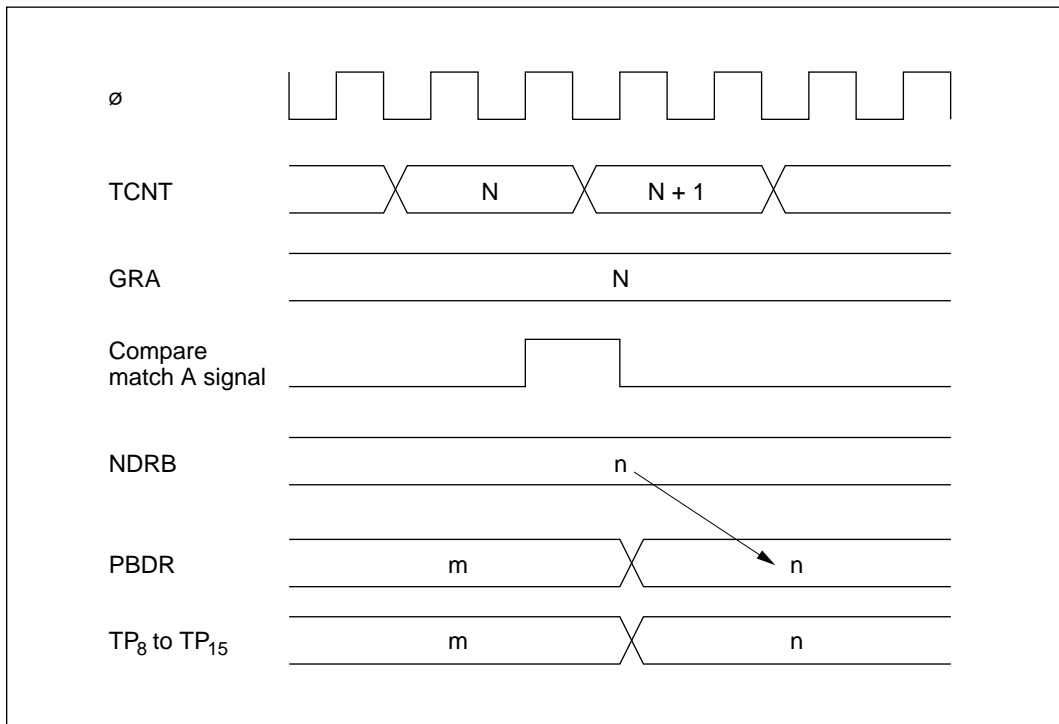 ø
TCNT N N + 1
GRA N
Compare
match A signal
NDRB n
PBDR m n
TP8 to TP15 m n